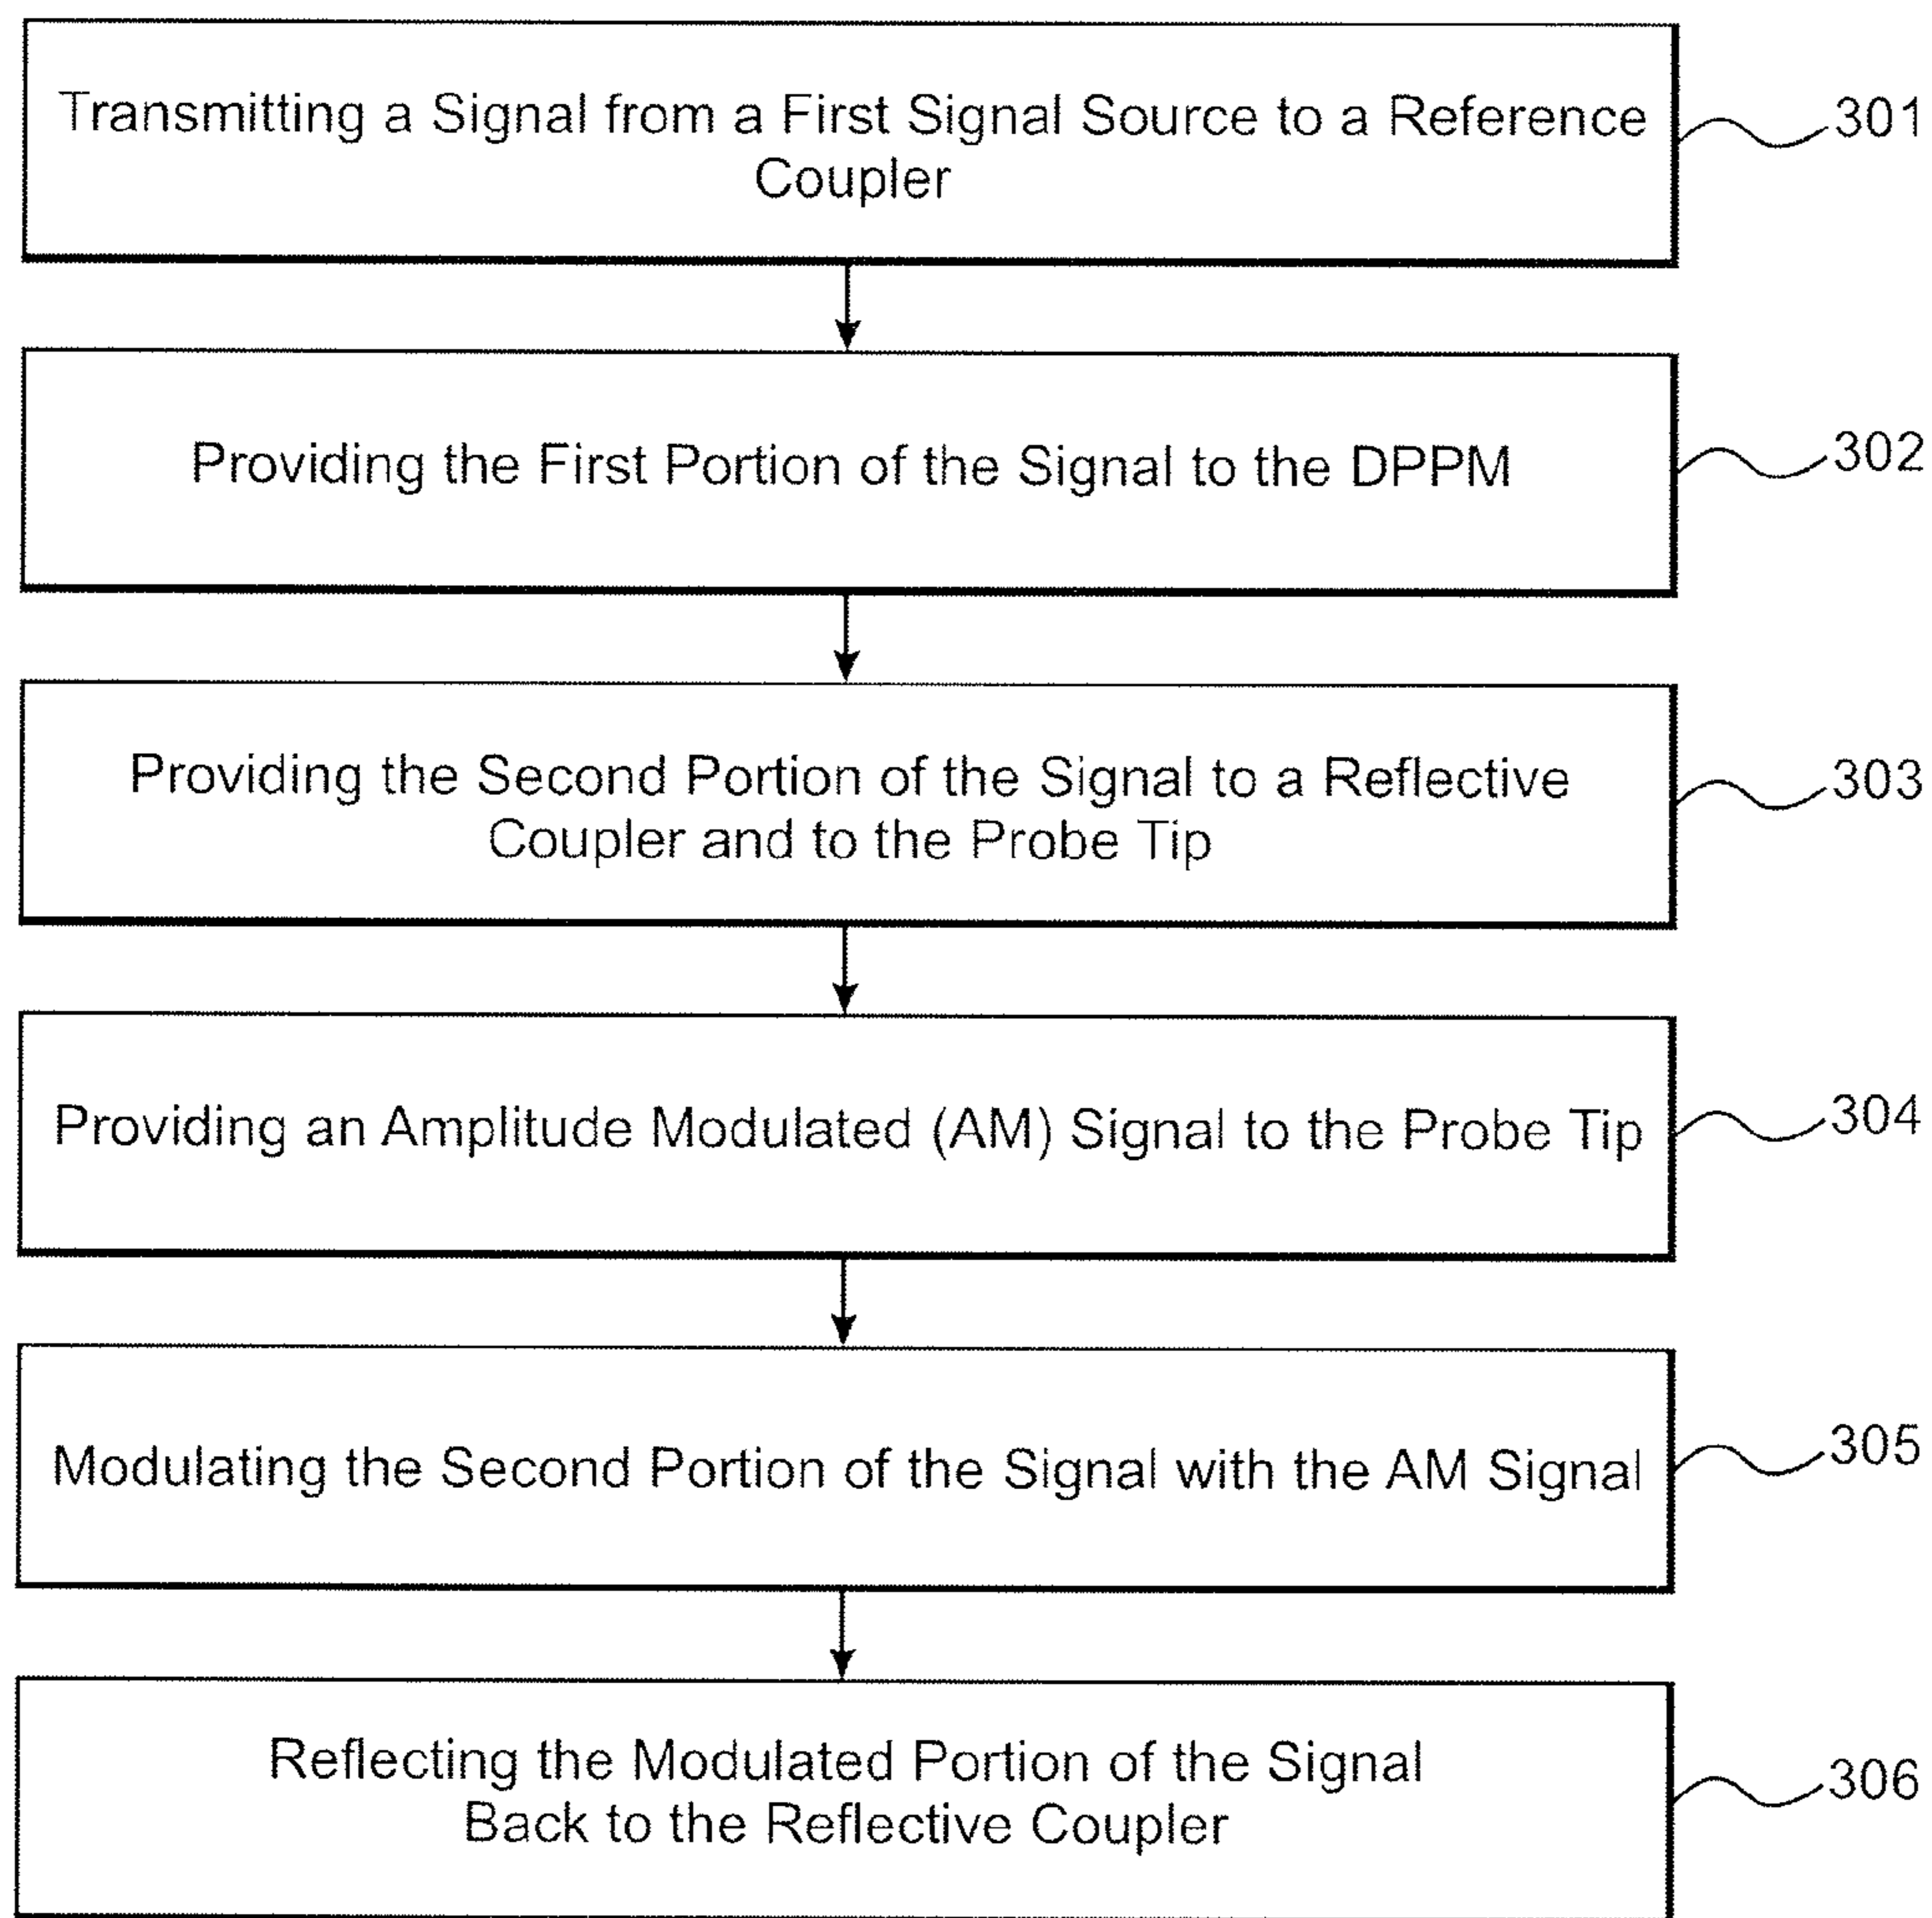 Transmitting a Signal from a First Signal Source to a Reference
Coupler
301
Providing the First Portion of the Signal to the DPPM
302
Providing the Second Portion of the Signal to a Reflective
Coupler and to the Probe Tip
303
Providing an Amplitude Modulated (AM) Signal to the Probe Tip
304
Modulating the Second Portion of the Signal with the AM Signal
305
Reflecting the Modulated Portion of the Signal
Back to the Reflective Coupler
306